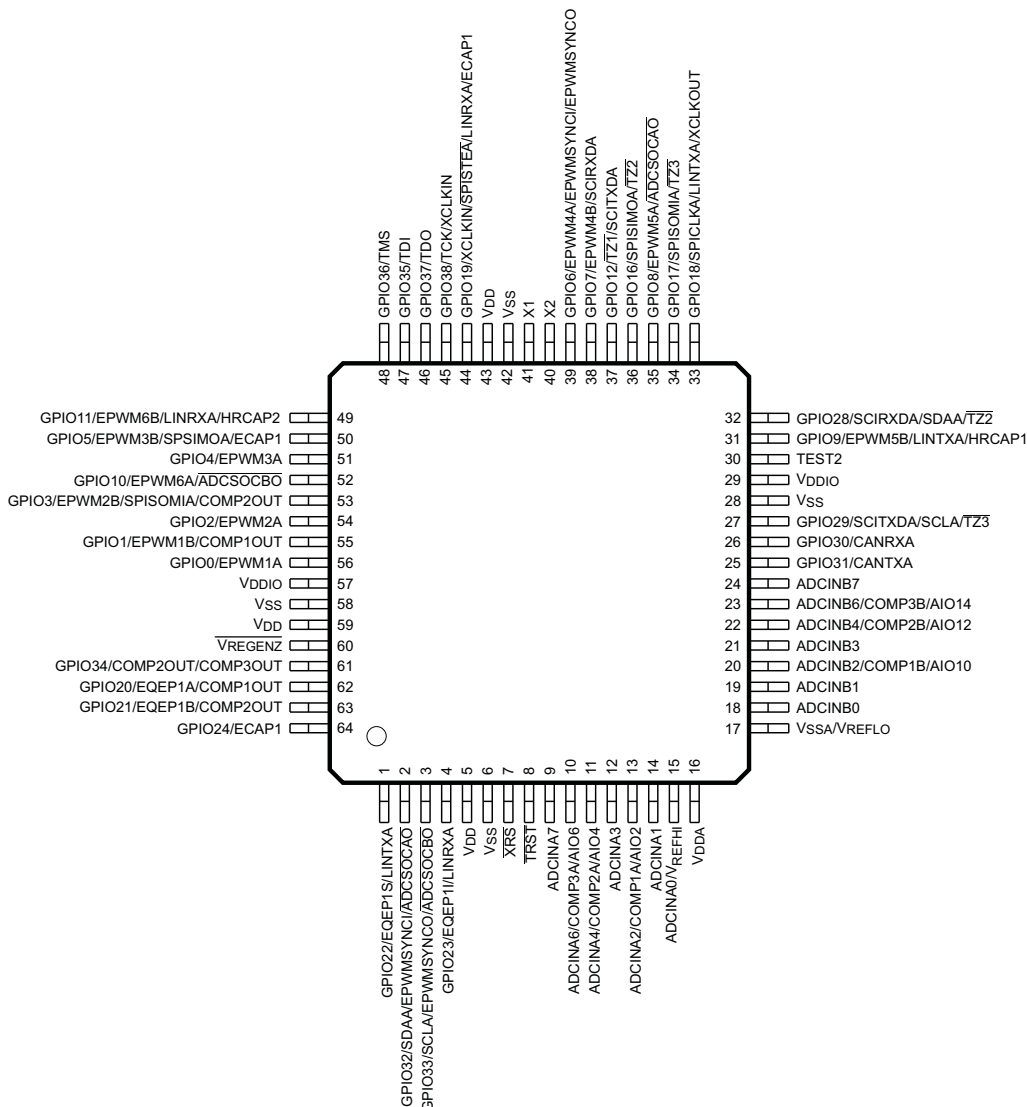 GPIO36/TMS
GPIO35/TDI
GPIO37/TDO
GPIO38/TCK/XCLKIN
GPIO19/XCLKIN/SPISTEA/LINRXA/ECAP1
VDD
VSS
X1
X2
GPIO6/EPWM4A/EPWMSYNCI/EPWMSYNCO
GPIO7/EPWM4B/SCIRXDA
GPIO12/TZ1/SCITXDA
GPIO16/SPISIMOA/TZ2
GPIO8/EPWM5A/ADCSOCAO
GPIO17/SPISOMIA/TZ3
GPIO18/SPICLKA/LINTXA/XCLKOUT
48
47
46
45
44
43
42
41
40
39
38
37
36
35
34
33
GPIO11/EPWM6B/LINRXA/HRCAP2 49
GPIO5/EPWM3B/SPSIMOA/ECAP1 50
GPIO4/EPWM3A 51
GPIO10/EPWM6A/ADCSOCBO 52
GPIO3/EPWM2B/SPISOMIA/COMP2OUT 53
GPIO2/EPWM2A 54
GPIO1/EPWM1B/COMP1OUT 55
GPIO0/EPWM1A 56
VDDIO 57
VSS 58
VDD 59
VREGENZ 60
GPIO34/COMP2OUT/COMP3OUT 61
GPIO20/EQEP1A/COMP1OUT 62
GPIO21/EQEP1B/COMP2OUT 63
GPIO24/ECAP1 64
32 GPIO28/SCIRXDA/SDAA/TZ2
31 GPIO9/EPWM5B/LINTXA/HRCAP1
30 TEST2
29 VDDIO
28 VSS
27 GPIO29/SCITXDA/SCLA/TZ3
26 GPIO30/CANRXA
25 GPIO31/CANTXA
24 ADCINB7
23 ADCINB6/COMP3B/AIO14
22 ADCINB4/COMP2B/AIO12
21 ADCINB3
20 ADCINB2/COMP1B/AIO10
19 ADCINB1
18 ADCINB0
17 VSSA/VREFLO
1
2
3
4
5
6
7
8
9
10
11
12
13
14
15
16
GPIO22/EQEP1S/LINTXA
GPIO32/SDAA/EPWMSYNCI/ADCSOCAO
GPIO33/SCLA/EPWMSYNCO/ADCSOCBO
GPIO23/EQEP1I/LINRXA
VDD
VSS
XRS
TRST
ADCINA7
ADCINA6/COMP3A/AIO6
ADCINA4/COMP2A/AIO4
ADCINA3
ADCINA2/COMP1A/AIO2
ADCINA1
ADCINA0/VREFHI
VDDA